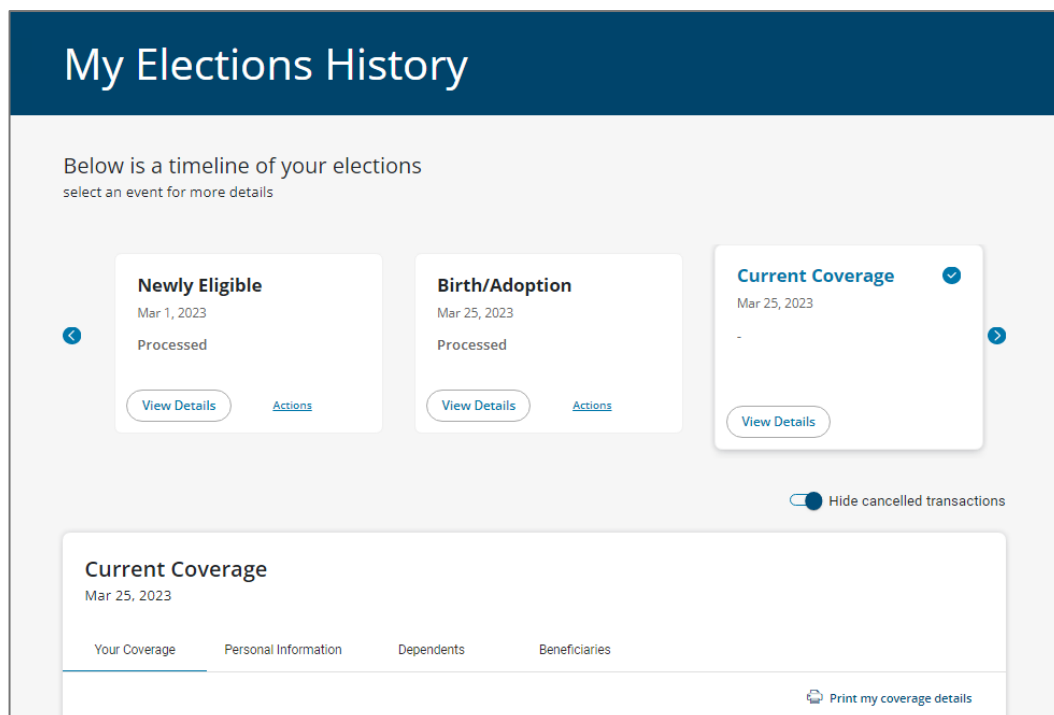 My Elections History
Below is a timeline of your elections
select an event for more details
Newly Eligible
Mar 1, 2023
Processed
View Details
Actions
Birth/Adoption
Mar 25, 2023
Processed
View Details
Actions
Current Coverage
Mar 25, 2023
-
View Details
Hide cancelled transactions
Current Coverage
Mar 25, 2023
Your Coverage
Personal Information
Dependents
Beneficiaries
Print my coverage details